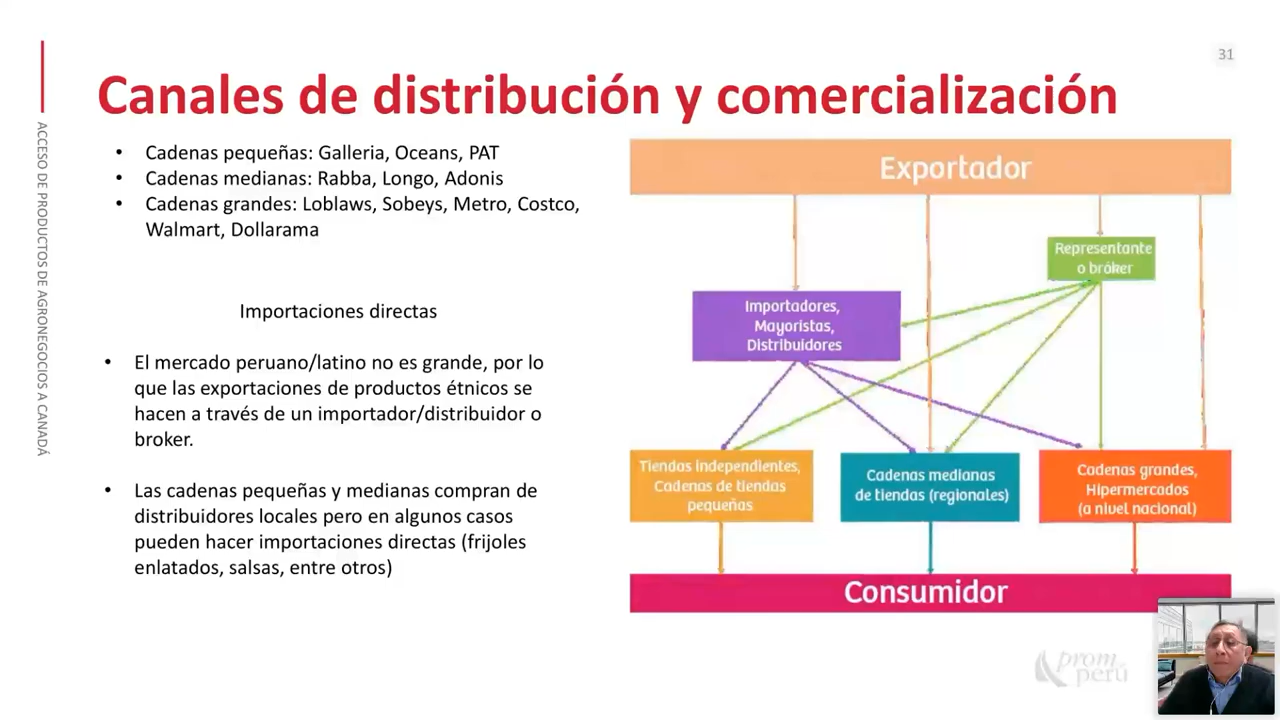 31
Canales de distribución y comercialización
ACCESO DE PRODUCTOS DE AGRONEGOCIOS A CANADÁ
• Cadenas pequeñas: Galleria, Oceans, PAT
• Cadenas medianas: Rabba, Longo, Adonis
• Cadenas grandes: Loblaws, Sobeys, Metro, Costco,
Walmart, Dollarama
Importaciones directas
• El mercado peruano/latino no es grande, por lo
que las exportaciones de productos étnicos se
hacen a través de un importador/distribuidor o
broker.
• Las cadenas pequeñas y medianas compran de
distribuidores locales pero en algunos casos
pueden hacer importaciones directas (frijoles
enlatados, salsas, entre otros)
Exportador
Representante
o bróker
Importadores,
Mayoristas,
Distribuidores
Tiendas independientes,
Cadenas de tiendas
pequeñas
Cadenas medianas
de tiendas (regionales)
Cadenas grandes,
Hipermercados
(a nivel nacional)
Consumidor
prom
perú